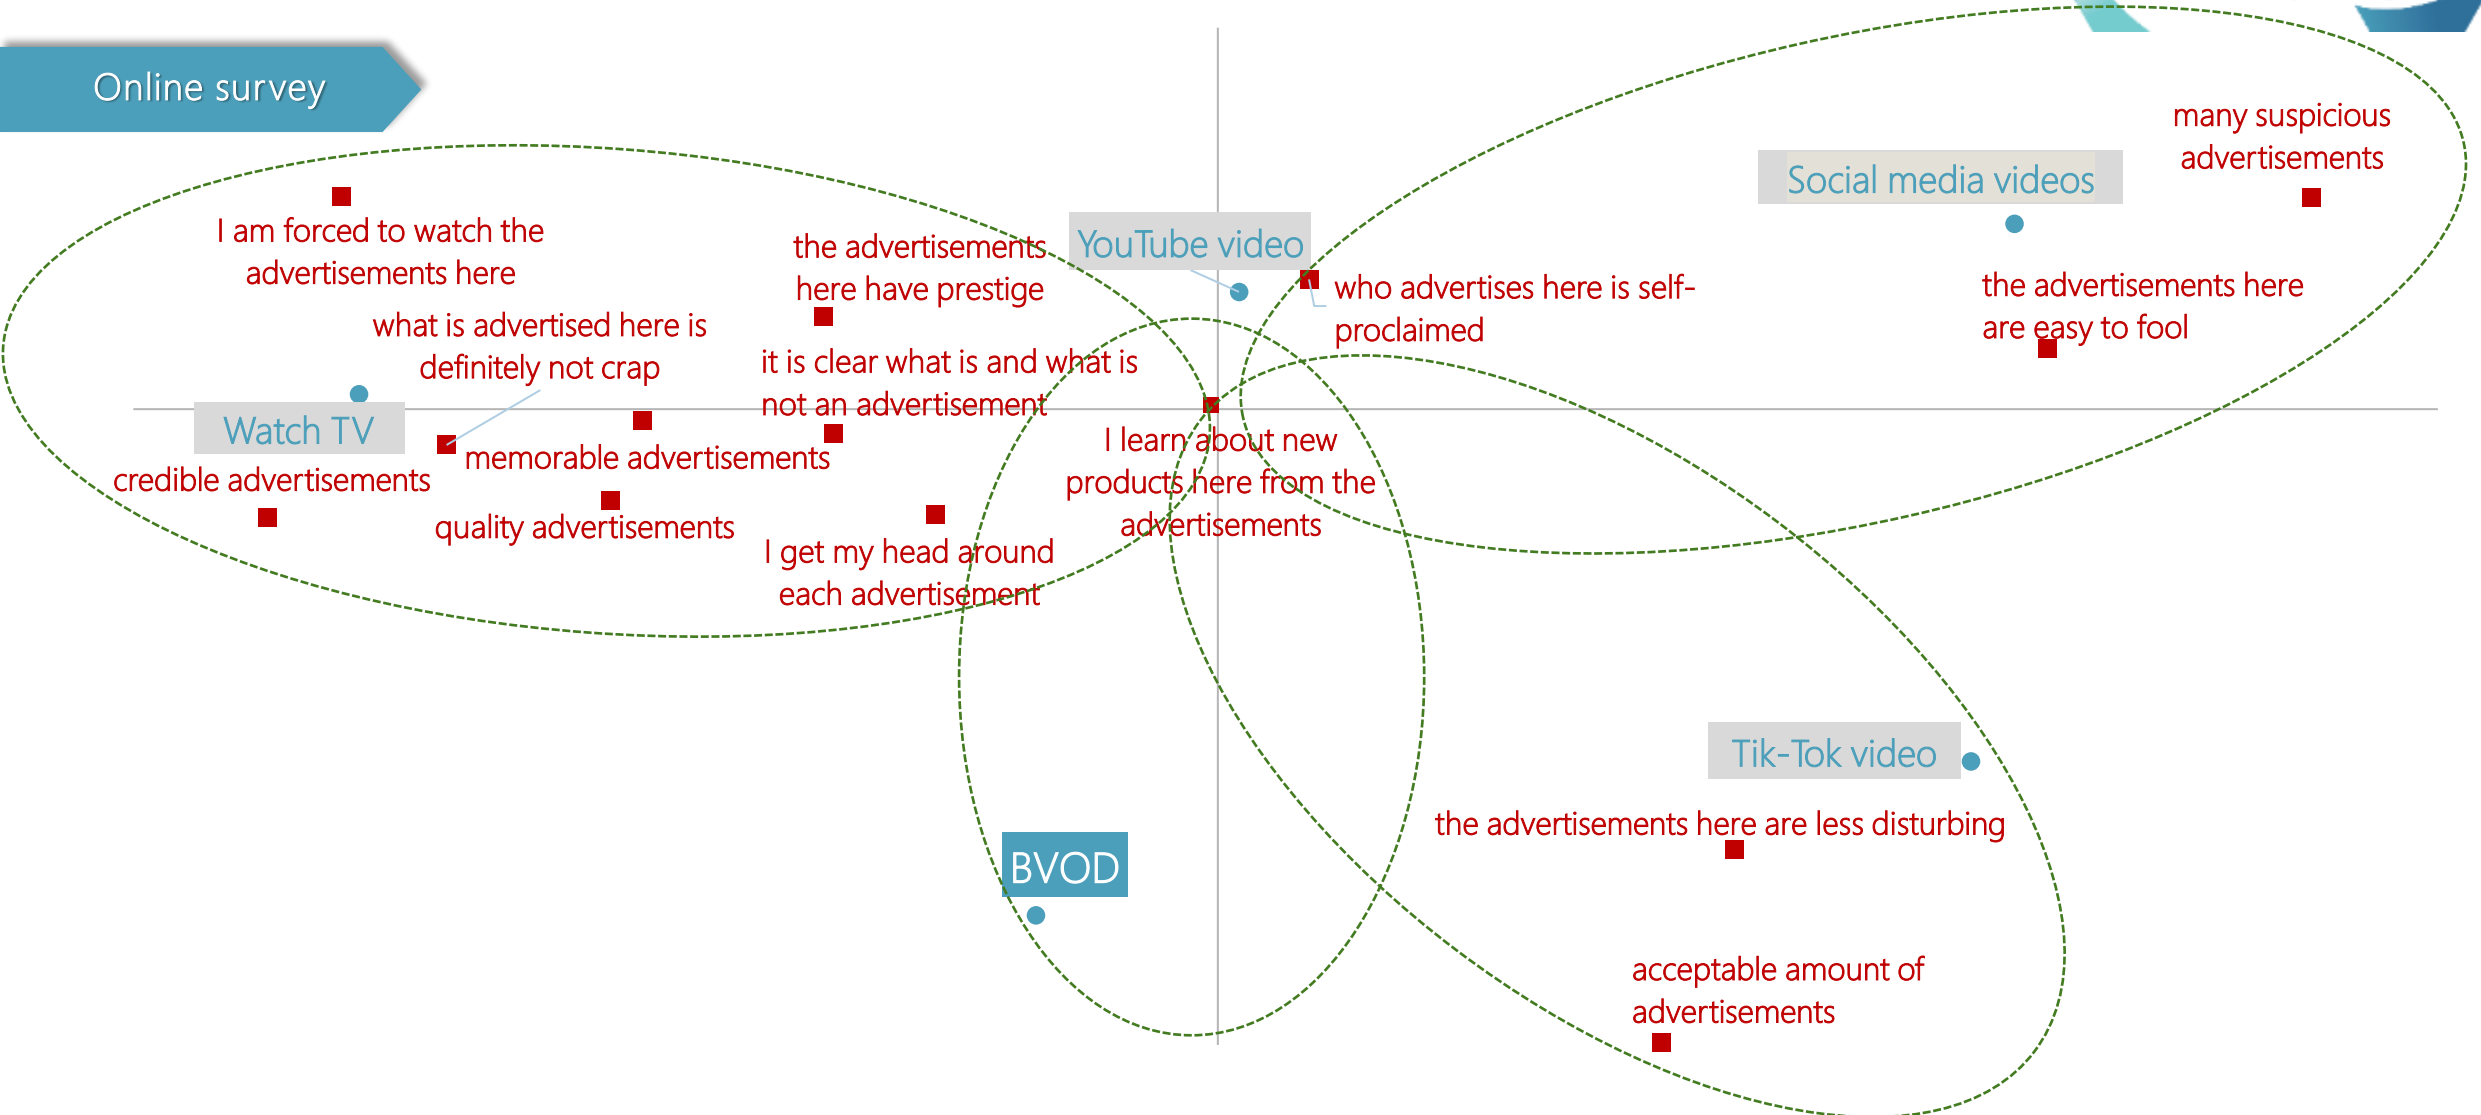 Online survey
many suspicious
advertisements
Social media videos
I am forced to watch the
advertisements here
the advertisements
here have prestige
YouTube video
who advertises here is self-
proclaimed
the advertisements here
are easy to fool
what is advertised here is
definitely not crap
it is clear what is and what is
not an advertisement
Watch TV
credible advertisements
memorable advertisements
quality advertisements
I get my head around
each advertisement
I learn about new
products here from the
advertisements
Tik-Tok video
the advertisements here are less disturbing
BVOD
acceptable amount of
advertisements